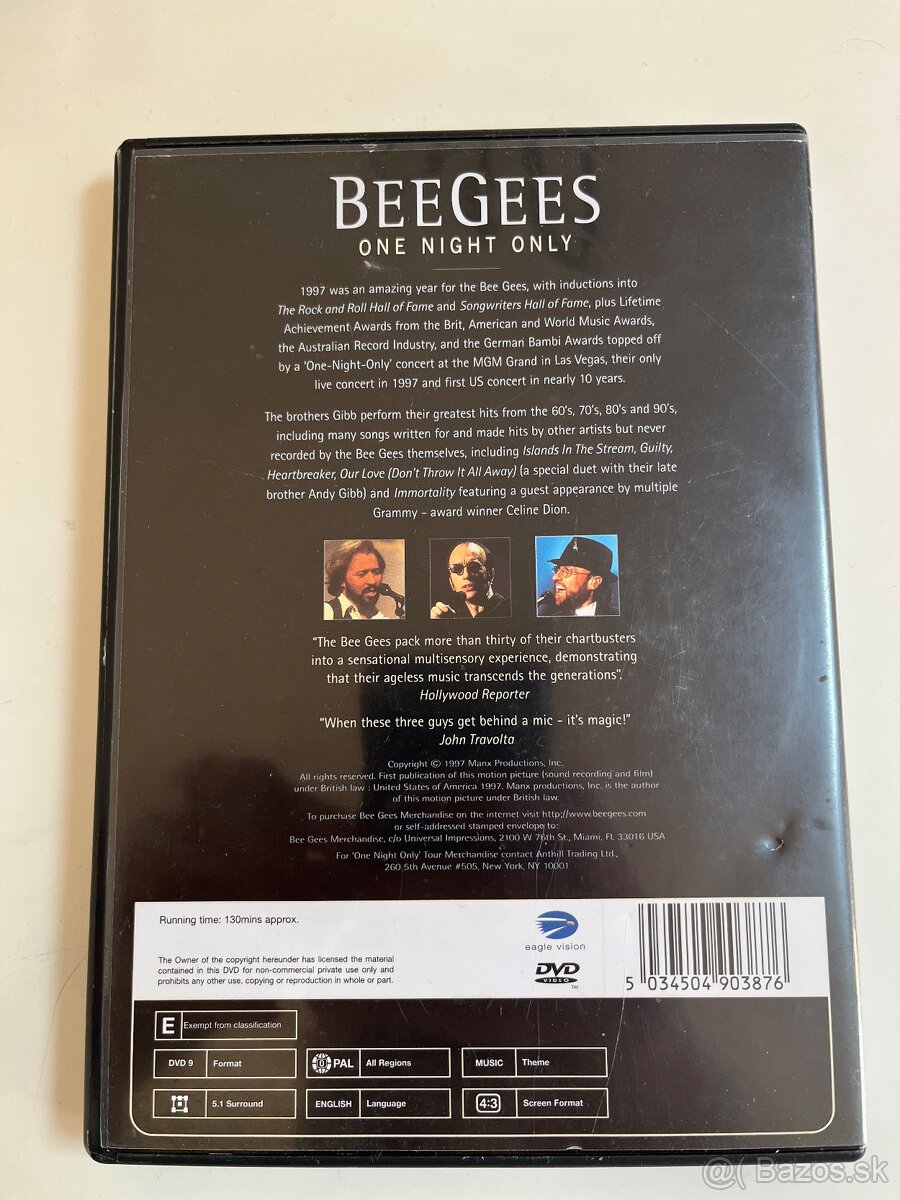 BEEGEES
ONE NIGHT ONLY
1997 was an amazing year for the Bee Gees, with inductions into
The Rock and Roll Hall of Fame and Songwriters Hall of Fame, plus Lifetime
Achievement Awards from the Brit, American and World Music Awards,
the Australian Record Industry, and the German Bambi Awards topped off
by a 'One-Night-Only' concert at the MGM Grand in Las Vegas, their only
live concert in 1997 and first US concert in nearly 10 years.
The brothers Gibb perform their greatest hits from the 60's, 70's, 80's and 90's,
including many songs written for and made hits by other artists but never
recorded by the Bee Gees themselves, including Islands In The Stream, Guilty,
Heartbreaker, Our Love (Don't Throw It All Away) (a special duet with their late
brother Andy Gibb) and Immortality featuring a guest appearance by multiple
Grammy - award winner Celine Dion.
"The Bee Gees pack more than thirty of their chartbusters
into a sensational multisensory experience, demonstrating
that their ageless music transcends the generations".
Hollywood Reporter
"When these three guys get behind a mic - it's magic!"
John Travolta
Copyright © 1997 Manx Productions, Inc.
All rights reserved. First publication of this motion picture (sound recording and film)
under British law : United States of America 1997. Manx productions, Inc. is the author
of this motion picture under British law.
To purchase Bee Gees Merchandise on the internet visit http://www.beegees.com
or self-addressed stamped envelope to:
Bee Gees Merchandise, c/o Universal Impressions, 2100 W 76th St., Miami, FL 33016 USA
For 'One Night Only' Tour Merchandise contact Anthill Trading Ltd.,
260 5th Avenue #505, New York, NY 10001
Running time: 130mins approx.
The Owner of the copyright hereunder has licensed the material
contained in this DVD for non-commercial private use only and
prohibits any other use, copying or reproduction in whole or part.
eagle vision
DVD
VIDEO
TM
5 034504 903876
E Exempt from classification
DVD 9 Format
0 PAL All Regions
MUSIC Theme
5.1 Surround
ENGLISH Language
4:3 Screen Format
@( Bazos.sk